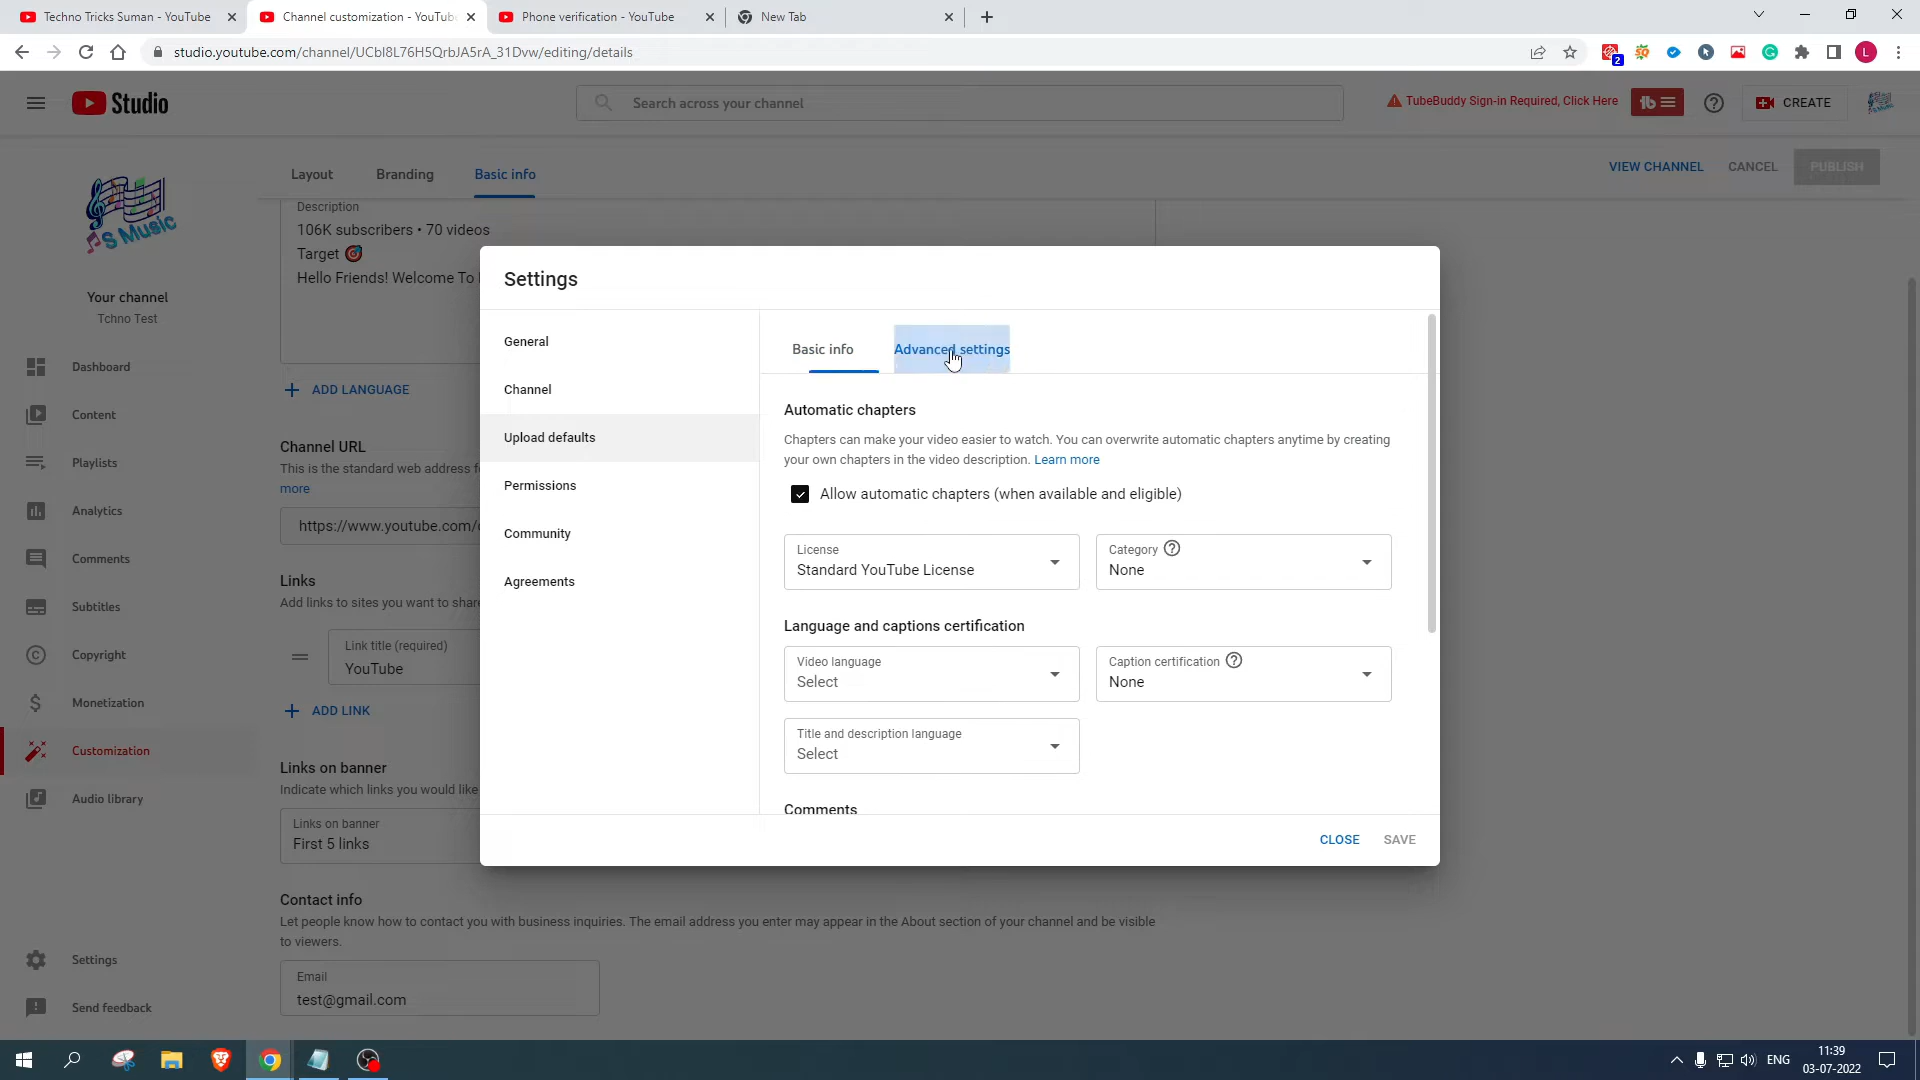 Techno Tricks Suman - YouTube
Channel customization - YouTube
Phone verification - YouTube
New Tab
studio.youtube.com/channel/UCbI8L76H5QrbJA5rA_31Dvw/editing/details
2
L
Studio
Search across your channel
TubeBuddy Sign-in Required, Click Here
tb
CREATE
Layout
Branding
Basic info
VIEW CHANNEL
CANCEL
PUBLISH
S Music
Your channel
Tchno Test
Dashboard
Content
Playlists
Analytics
Comments
Subtitles
Copyright
Monetization
Customization
Audio library
Settings
Send feedback
Description
106K subscribers • 70 videos
Target 🎯
Hello Friends! Welcome To
ADD LANGUAGE
Channel URL
This is the standard web address
more
https://www.youtube.com/
Links
Add links to sites you want to share
Link title (required)
YouTube
ADD LINK
Links on banner
Indicate which links you would like
Links on banner
First 5 links
Contact info
Let people know how to contact you with business inquiries. The email address you enter may appear in the About section of your channel and be visible
to viewers.
Email
test@gmail.com
Settings
General
Channel
Upload defaults
Permissions
Community
Agreements
Basic info
Advanced settings
Automatic chapters
Chapters can make your video easier to watch. You can overwrite automatic chapters anytime by creating
your own chapters in the video description. Learn more
Allow automatic chapters (when available and eligible)
License
Standard YouTube License
Category
None
Language and captions certification
Video language
Select
Caption certification
None
Title and description language
Select
Comments
CLOSE
SAVE
ENG
11:39
03-07-2022